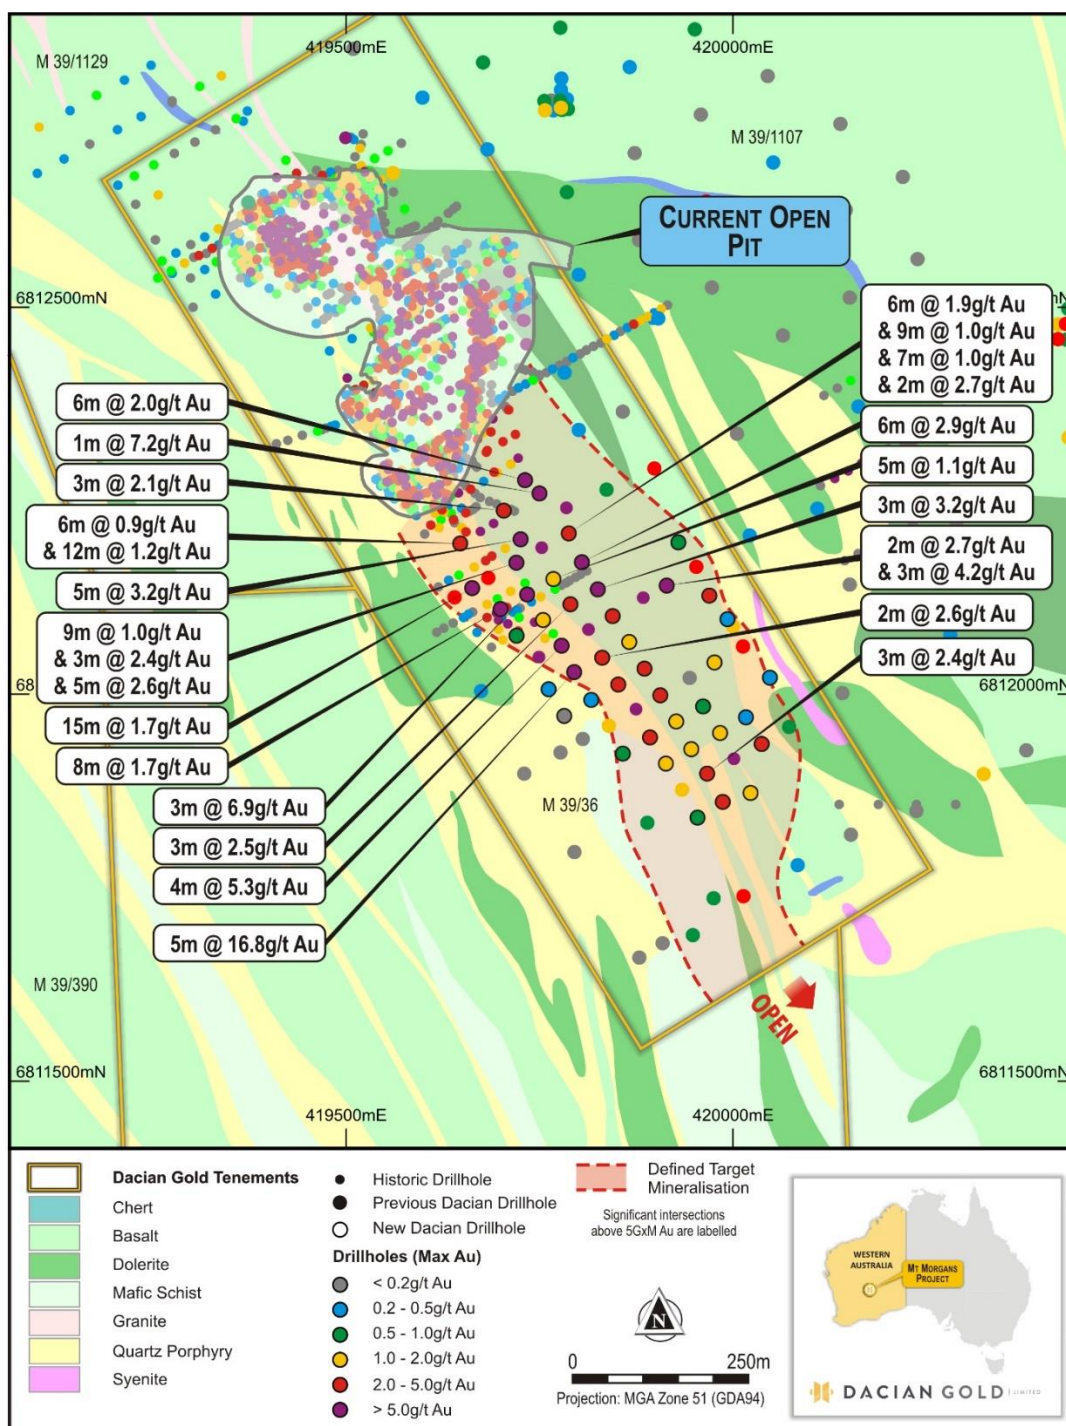 419500mE
420000mE
M 39/1129
M 39/1107
CURRENT OPEN
PIT
6812500mN
mN
6m @ 1.9g/t Au
& 9m @ 1.0g/t Au
& 7m @ 1.0g/t Au
& 2m @ 2.7g/t Au
6m @ 2.0g/t Au
1m @ 7.2g/t Au
3m @ 2.1g/t Au
6m @ 0.9g/t Au
& 12m @ 1.2g/t Au
5m @ 3.2g/t Au
9m @ 1.0g/t Au
& 3m @ 2.4g/t Au
& 5m @ 2.6g/t Au
15m @ 1.7g/t Au
8m @ 1.7g/t Au
6m @ 2.9g/t Au
5m @ 1.1g/t Au
3m @ 3.2g/t Au
2m @ 2.7g/t Au
& 3m @ 4.2g/t Au
2m @ 2.6g/t Au
3m @ 2.4g/t Au
68
6812000mN
3m @ 6.9g/t Au
3m @ 2.5g/t Au
4m @ 5.3g/t Au
5m @ 16.8g/t Au
M 39/36
M 39/390
OPEN
6811500mN
6811500mN
419500mE
420000mE
Dacian Gold Tenements
Chert
Basalt
Dolerite
Mafic Schist
Granite
Quartz Porphyry
Syenite
Historic Drillhole
Previous Dacian Drillhole
New Dacian Drillhole
Drillholes (Max Au)
< 0.2g/t Au
0.2 - 0.5g/t Au
0.5 - 1.0g/t Au
1.0 - 2.0g/t Au
2.0 - 5.0g/t Au
> 5.0g/t Au
Defined Target
Mineralisation
Significant intersections
above 5GxM Au are labelled
N
0
250m
Projection: MGA Zone 51 (GDA94)
WESTERN
AUSTRALIA
MT MORGANS
PROJECT
DACIAN GOLD LIMITED